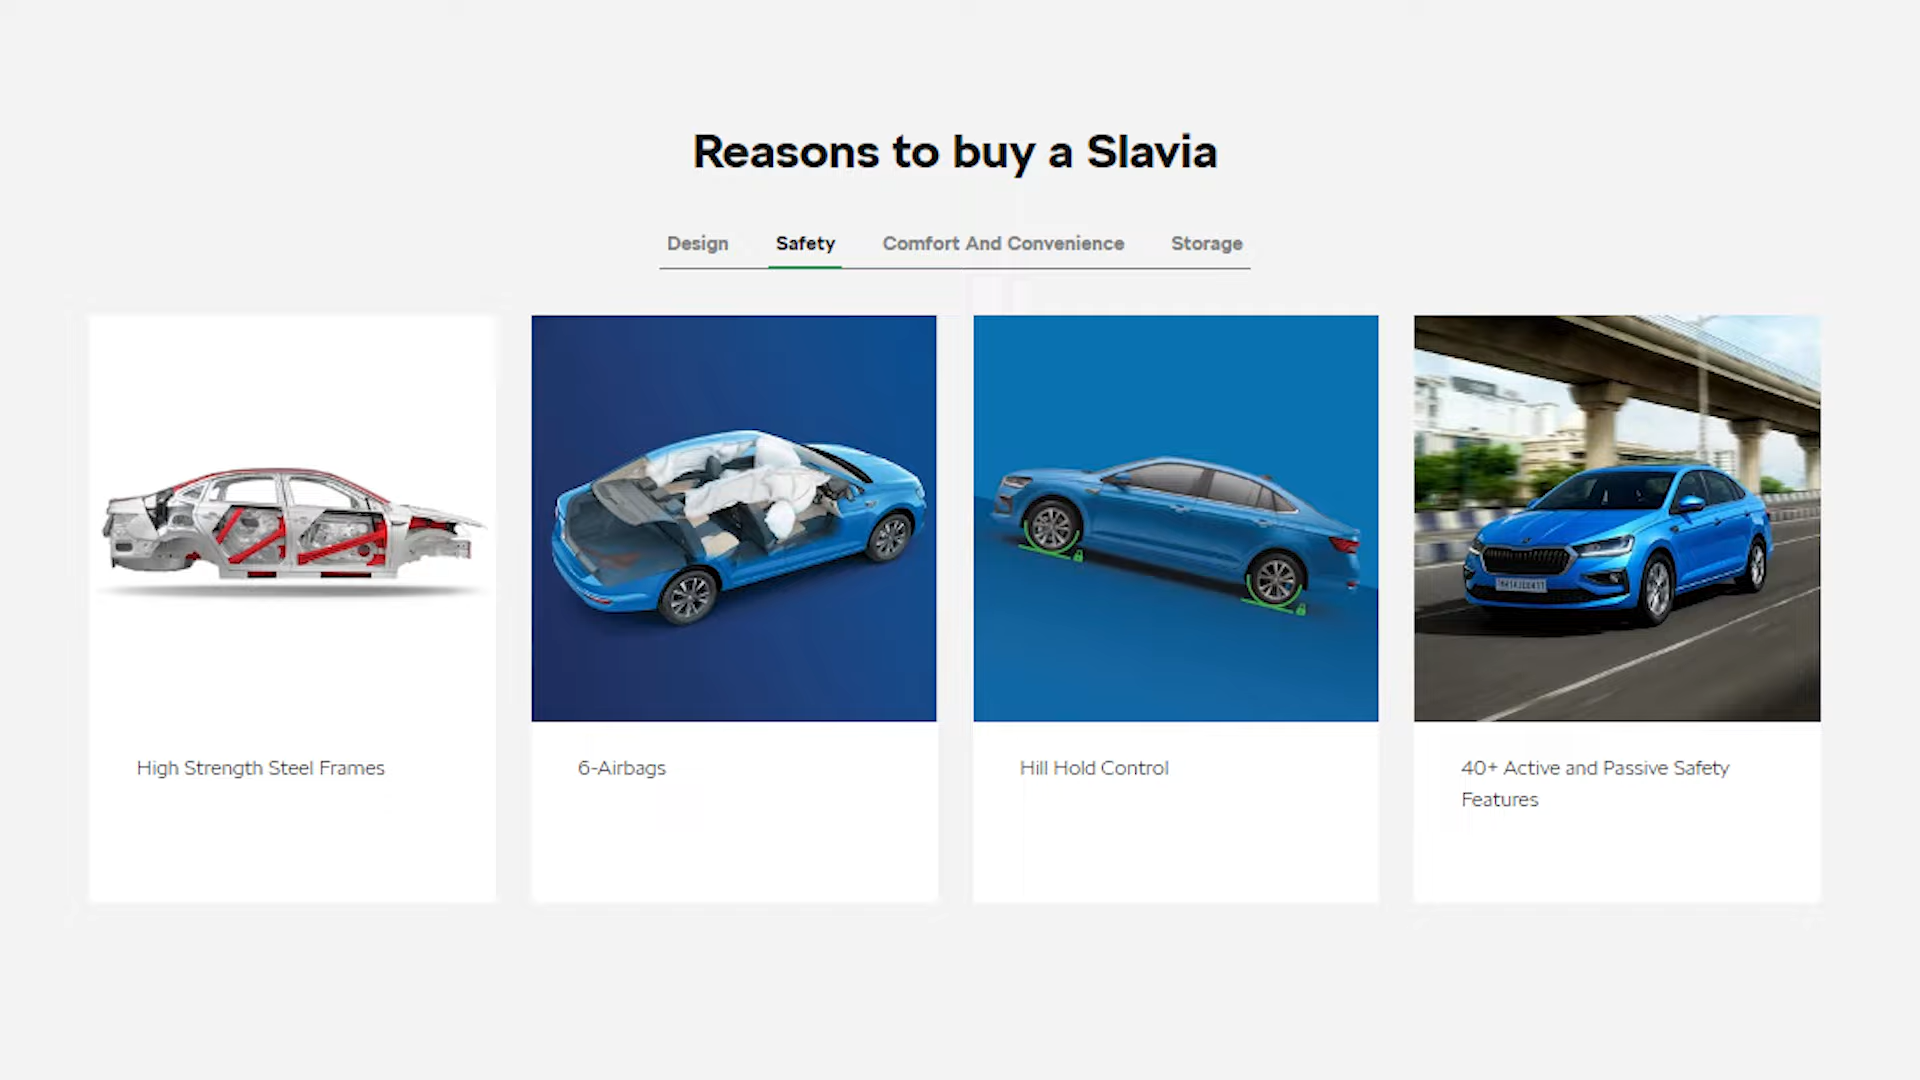 Reasons to buy a Slavia
Design Safety Comfort And Convenience Storage
High Strength Steel Frames
6-Airbags
Hill Hold Control
40+ Active and Passive Safety
Features